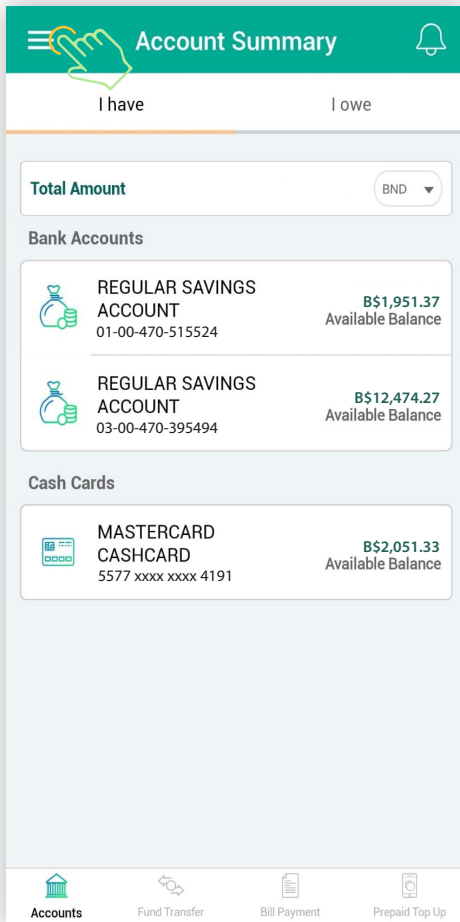 Account Summary
I have
I owe
Total Amount
BND
Bank Accounts
REGULAR SAVINGS
ACCOUNT
01-00-470-515524
B$1,951.37
Available Balance
REGULAR SAVINGS
ACCOUNT
03-00-470-395494
B$12,474.27
Available Balance
Cash Cards
MASTERCARD
CASHCARD
5577 xxxx xxxx 4191
B$2,051.33
Available Balance
Accounts
Fund Transfer
Bill Payment
Prepaid Top Up